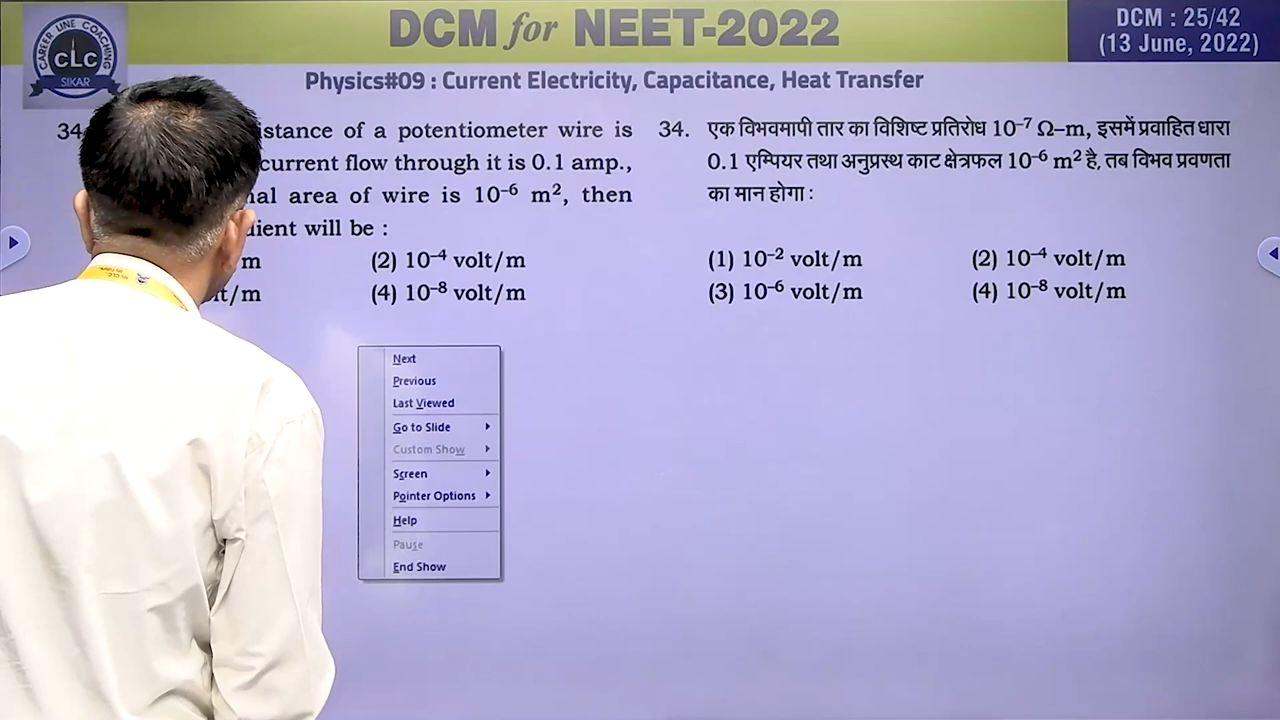 DCM for NEET-2022
DCM : 25/42
(13 June, 2022)
CAREER LINE COACHING
CLC
SIKAR
Physics#09 : Current Electricity, Capacitance, Heat Transfer
34
istance of a potentiometer wire is
current flow through it is 0.1 amp.,
nal area of wire is 10⁻⁶ m², then
dient will be :
m
(2) 10⁻⁴ volt/m
lt/m
(4) 10⁻⁸ volt/m
34. एक विभवमापी तार का विशिष्ट प्रतिरोध 10⁻⁷ Ω–m, इसमें प्रवाहित धारा
0.1 एम्पियर तथा अनुप्रस्थ काट क्षेत्रफल 10⁻⁶ m² है, तब विभव प्रवणता
का मान होगा :
(1) 10⁻² volt/m
(2) 10⁻⁴ volt/m
(3) 10⁻⁶ volt/m
(4) 10⁻⁸ volt/m
Next
Previous
Last Viewed
Go to Slide
Custom Show
Screen
Pointer Options
Help
Pause
End Show